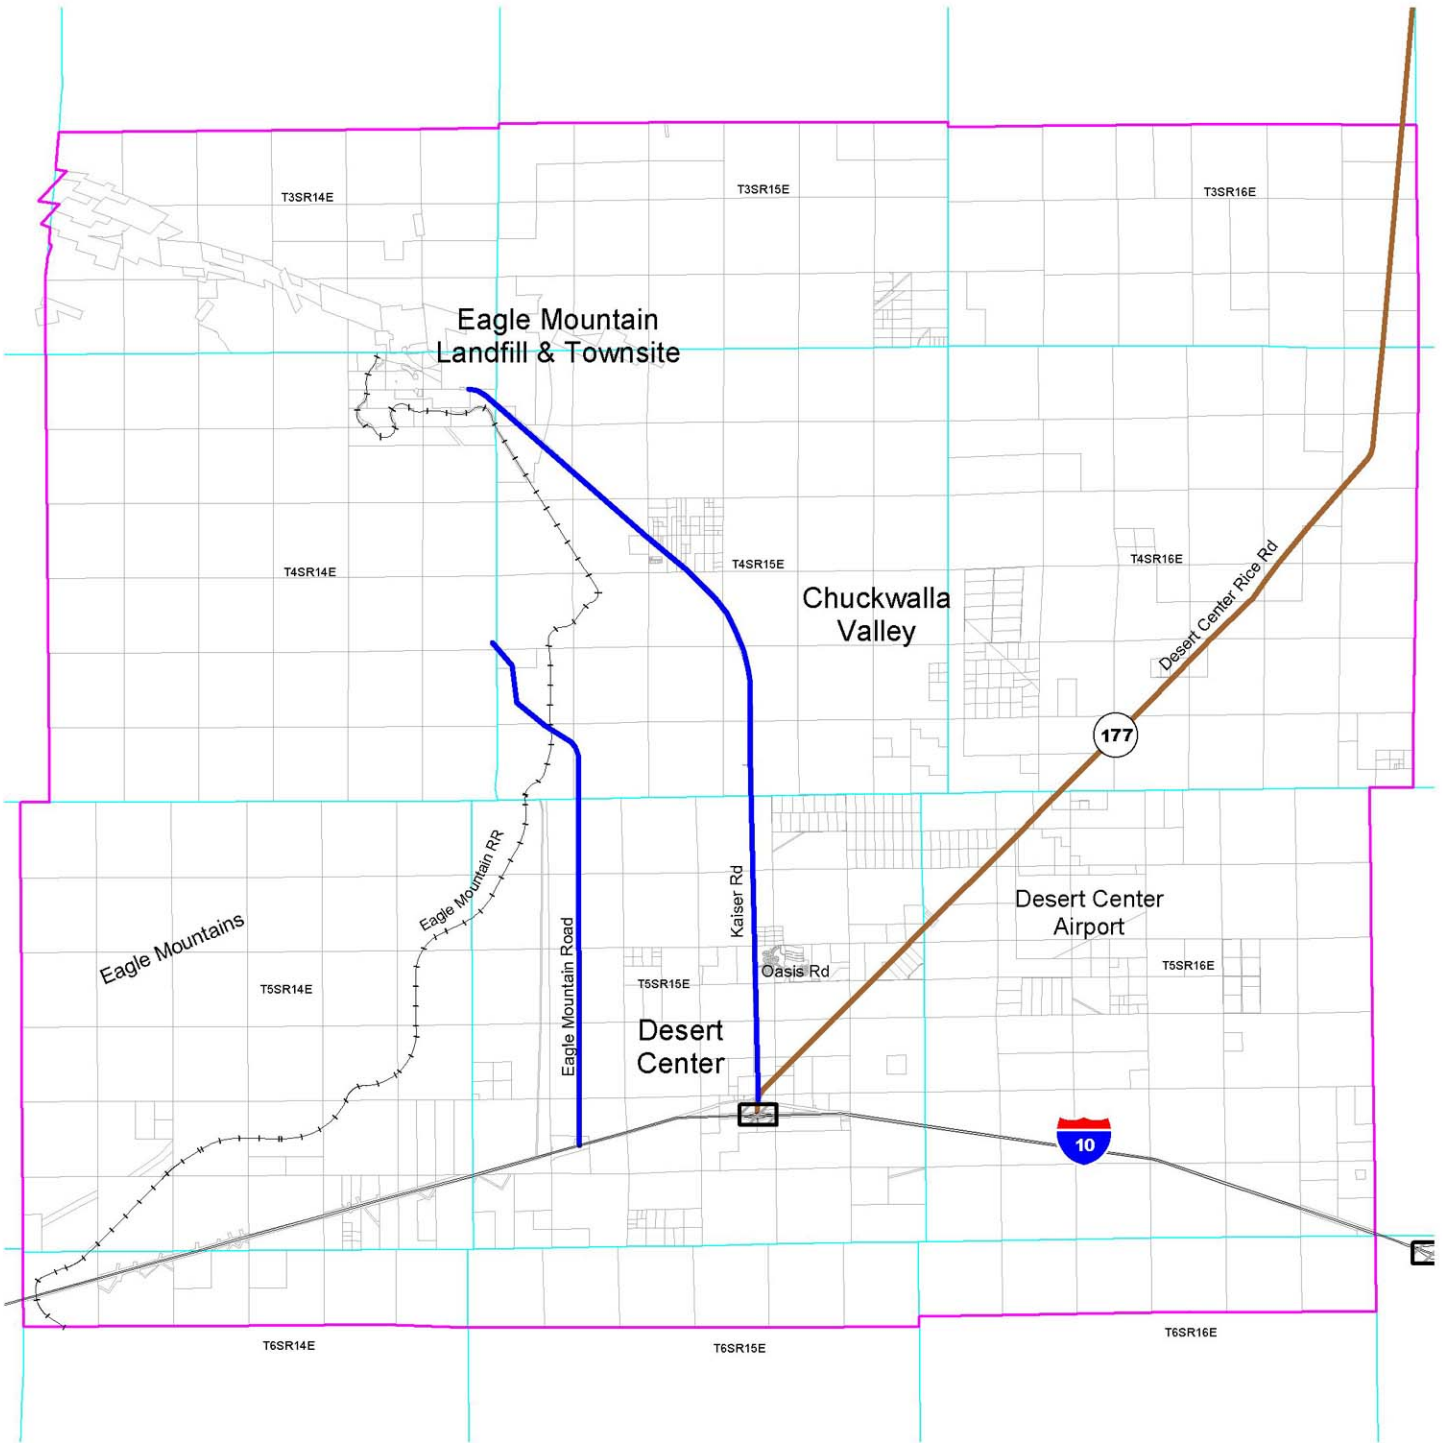 T3SR14E
T3SR15E
T3SR16E
Eagle Mountain
Landfill & Townsite
T4SR14E
T4SR15E
T4SR16E
Chuckwalla
Valley
Desert Center Rice Rd
177
Eagle Mountain RR
Eagle Mountains
Kaiser Rd
Desert Center
Airport
Eagle Mountain Road
Oasis Rd
T5SR14E
T5SR15E
T5SR16E
Desert
Center
10
T6SR14E
T6SR15E
T6SR16E